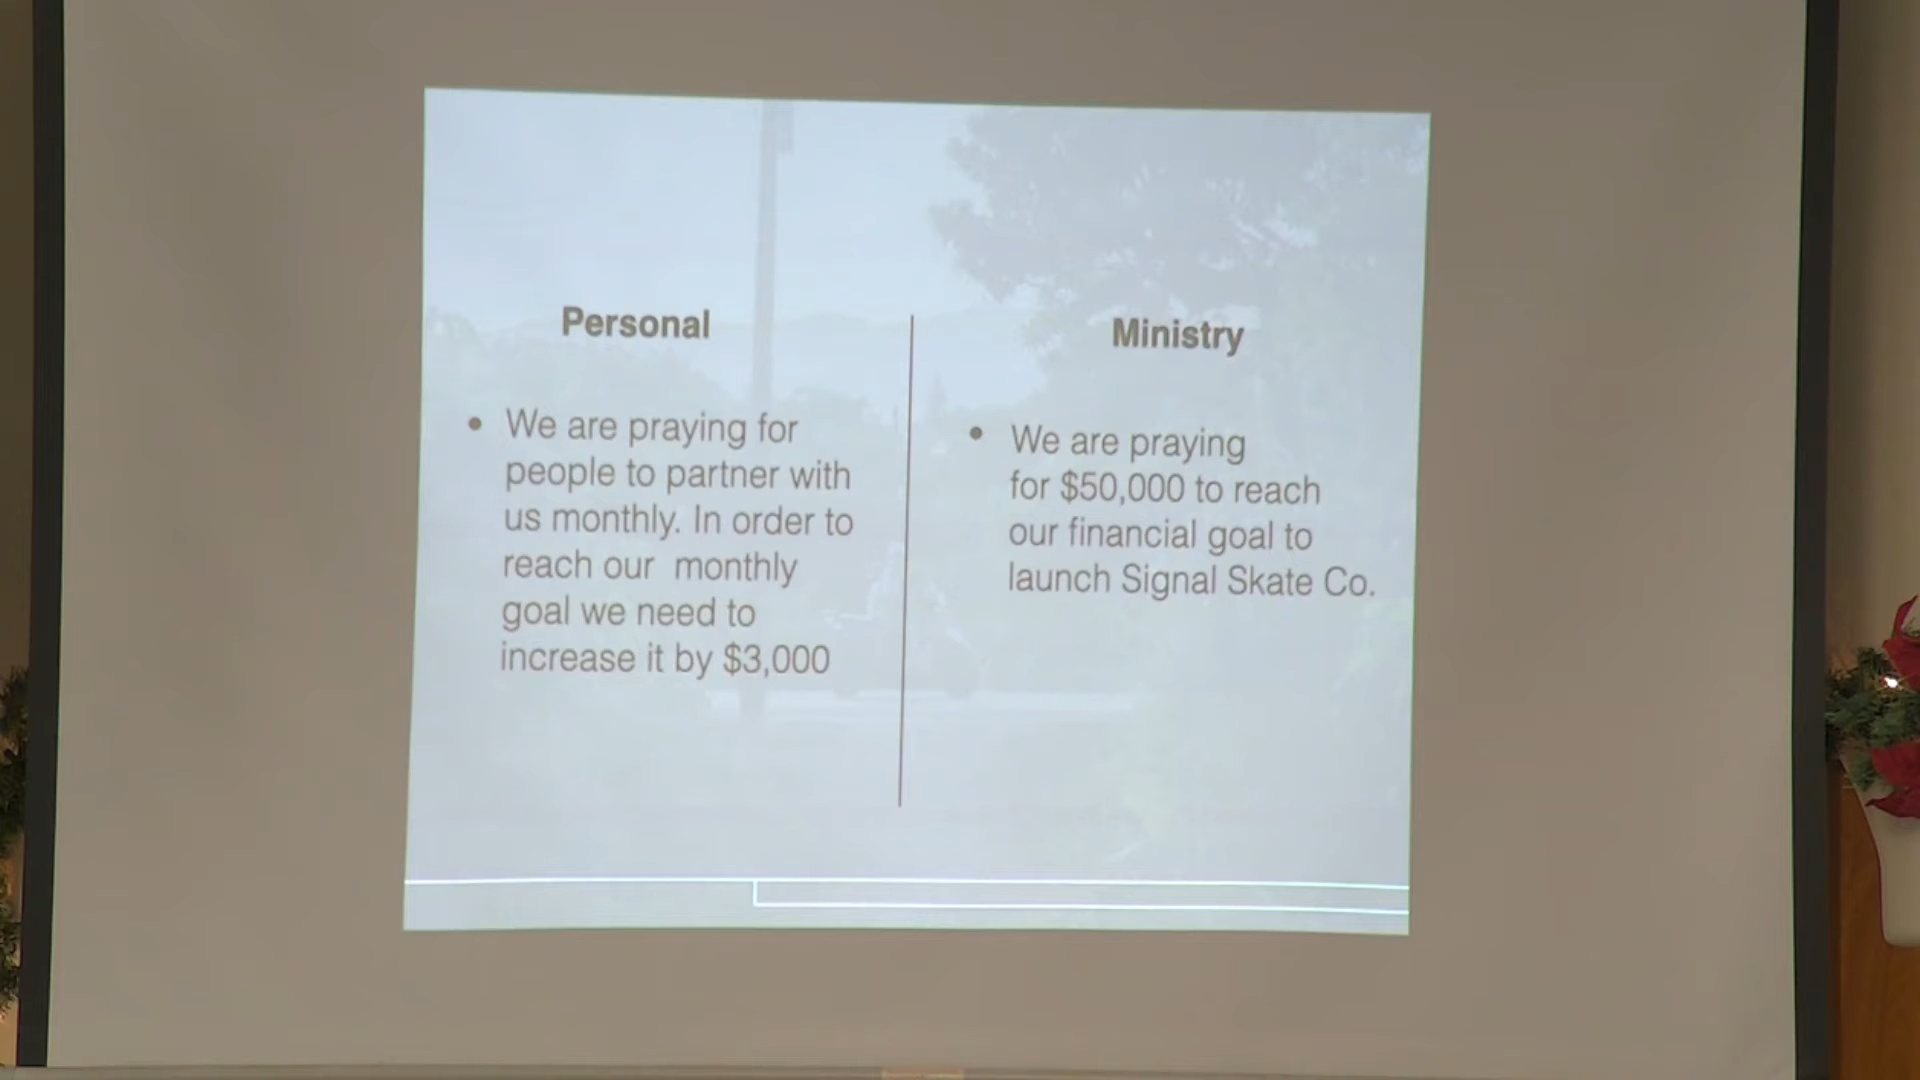 Personal
We are praying for
people to partner with
us monthly. In order to
reach our  monthly
goal we need to
increase it by $3,000
Ministry
We are praying
for $50,000 to reach
our financial goal to
launch Signal Skate Co.